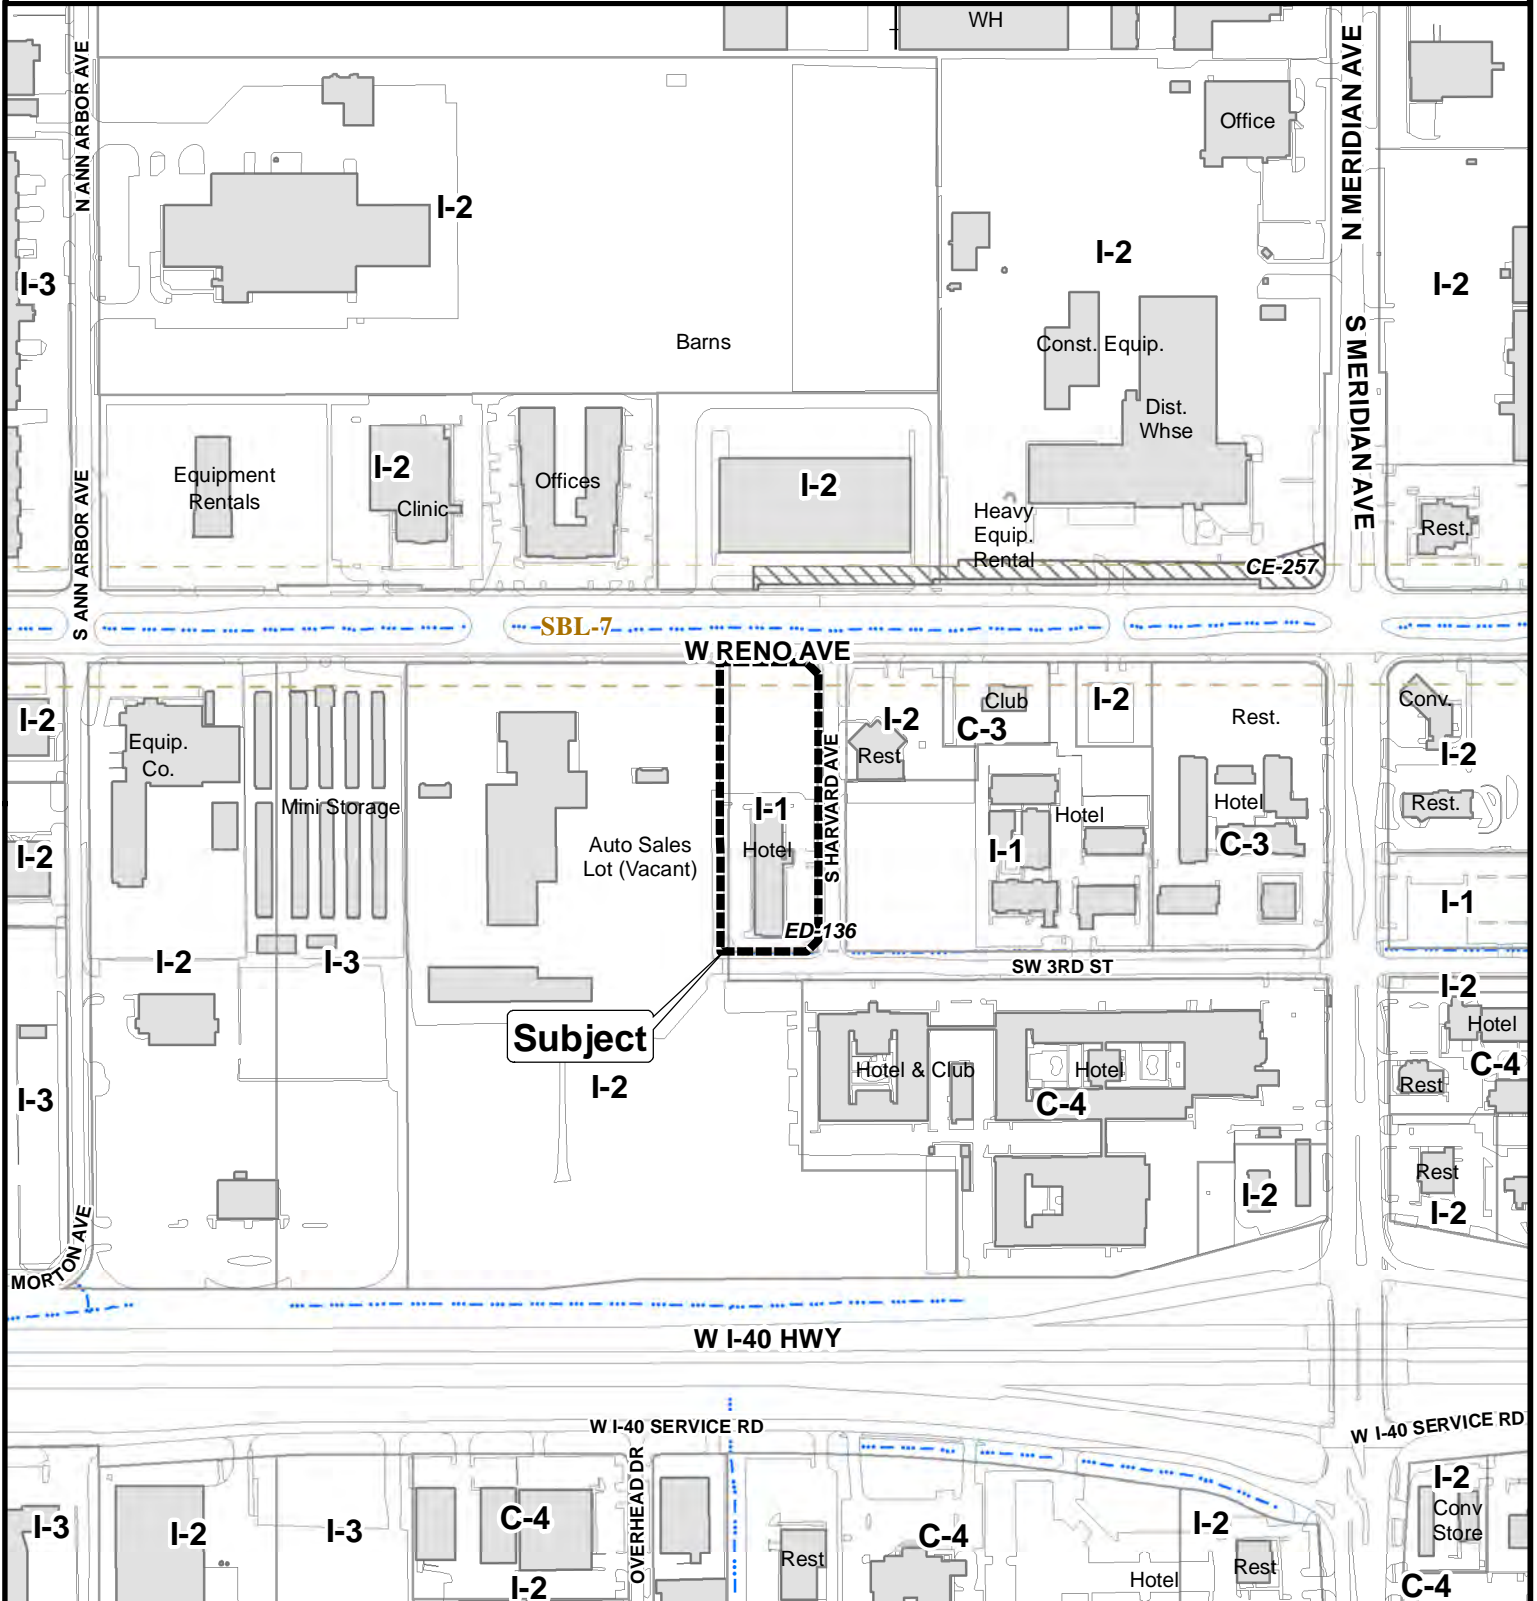 WH
N ANN ARBOR AVE
N MERIDIAN AVE
Office
I-2
I-3
I-2
I-2
Barns
Const. Equip.
S MERIDIAN AVE
Dist.
Whse
Equipment
Rentals
I-2
Clinic
Offices
I-2
Heavy
Equip.
Rental
Rest.
CE-257
S ANN ARBOR AVE
SBL-7
W RENO AVE
I-2
Equip.
Co.
Mini Storage
Auto Sales
Lot (Vacant)
I-1
Hotel
S HARVARD AVE
ED-136
I-2
Rest
Club
C-3
I-2
Rest.
Hotel
I-1
Hotel
C-3
Conv.
I-2
Rest.
I-1
I-2
I-2
I-3
SW 3RD ST
Subject
I-2
I-3
Hotel & Club
Hotel
C-4
I-2
I-2
Hotel
C-4
Rest
Rest
I-2
MORTON AVE
W I-40 HWY
W I-40 SERVICE RD
W I-40 SERVICE RD
OVERHEAD DR
I-3
I-2
I-3
C-4
I-2
Rest
C-4
I-2
Hotel
Rest
I-2
Conv
Store
C-4